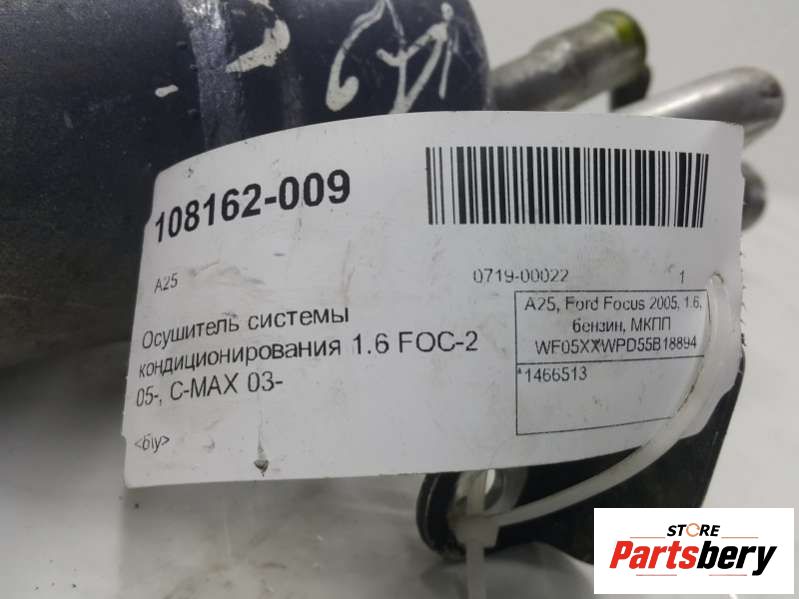 108162-009
A25
0719-00022 1
Осушитель системы
кондиционирования 1.6 FOC-2
05-, C-MAX 03-
<б\у>
A25, Ford Focus 2005, 1.6,
бензин, МКПП
WF05XXWPD55B18894
*1466513
STORE
Partsbery